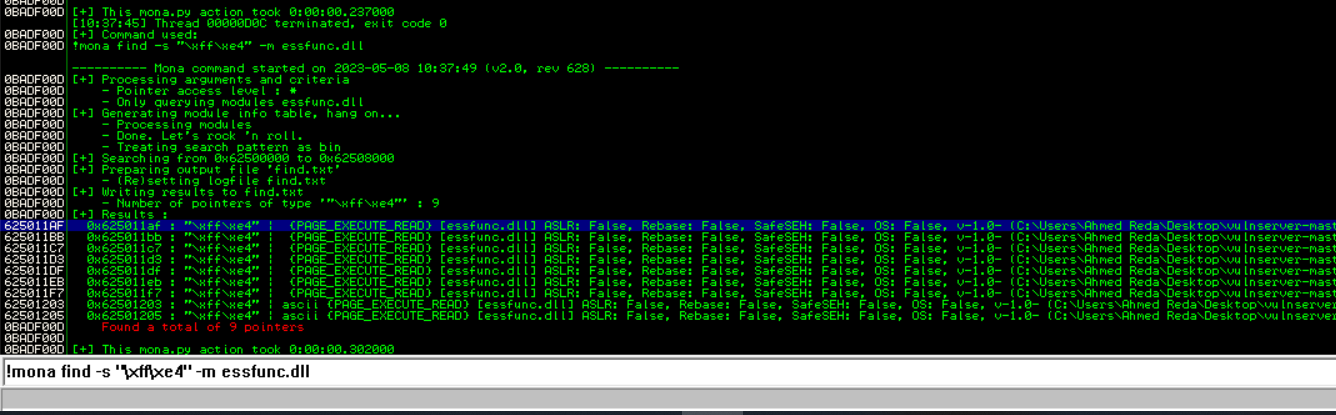 0BADF00D
0BADF00D [+] This mona.py action took 0:00:00.237000
[10:37:45] Thread 00000D0C terminated, exit code 0
0BADF00D [+] Command used:
0BADF00D !mona find -s "\xff\xe4" -m essfunc.dll
---------- Mona command started on 2023-05-08 10:37:49 (v2.0, rev 628) ----------
0BADF00D [+] Processing arguments and criteria
0BADF00D - Pointer access level : *
0BADF00D - Only querying modules essfunc.dll
0BADF00D [+] Generating module info table, hang on...
0BADF00D - Processing modules
0BADF00D - Done. Let's rock 'n roll.
0BADF00D - Treating search pattern as bin
0BADF00D [+] Searching from 0x62500000 to 0x62508000
0BADF00D [+] Preparing output file 'find.txt'
0BADF00D - (Re)setting logfile find.txt
0BADF00D [+] Writing results to find.txt
0BADF00D - Number of pointers of type '"\xff\xe4"' : 9
0BADF00D [+] Results :
625011AF 0x625011af : "\xff\xe4" | {PAGE_EXECUTE_READ} [essfunc.dll] ASLR: False, Rebase: False, SafeSEH: False, OS: False, v-1.0- (C:\Users\Ahmed Reda\Desktop\vulnserver-mast
625011BB 0x625011bb : "\xff\xe4" | {PAGE_EXECUTE_READ} [essfunc.dll] ASLR: False, Rebase: False, SafeSEH: False, OS: False, v-1.0- (C:\Users\Ahmed Reda\Desktop\vulnserver-mast
625011C7 0x625011c7 : "\xff\xe4" | {PAGE_EXECUTE_READ} [essfunc.dll] ASLR: False, Rebase: False, SafeSEH: False, OS: False, v-1.0- (C:\Users\Ahmed Reda\Desktop\vulnserver-mast
625011D3 0x625011d3 : "\xff\xe4" | {PAGE_EXECUTE_READ} [essfunc.dll] ASLR: False, Rebase: False, SafeSEH: False, OS: False, v-1.0- (C:\Users\Ahmed Reda\Desktop\vulnserver-mast
625011DF 0x625011df : "\xff\xe4" | {PAGE_EXECUTE_READ} [essfunc.dll] ASLR: False, Rebase: False, SafeSEH: False, OS: False, v-1.0- (C:\Users\Ahmed Reda\Desktop\vulnserver-mast
625011EB 0x625011eb : "\xff\xe4" | {PAGE_EXECUTE_READ} [essfunc.dll] ASLR: False, Rebase: False, SafeSEH: False, OS: False, v-1.0- (C:\Users\Ahmed Reda\Desktop\vulnserver-mast
625011F7 0x625011f7 : "\xff\xe4" | {PAGE_EXECUTE_READ} [essfunc.dll] ASLR: False, Rebase: False, SafeSEH: False, OS: False, v-1.0- (C:\Users\Ahmed Reda\Desktop\vulnserver-mast
62501203 0x62501203 : "\xff\xe4" | ascii {PAGE_EXECUTE_READ} [essfunc.dll] ASLR: False, Rebase: False, SafeSEH: False, OS: False, v-1.0- (C:\Users\Ahmed Reda\Desktop\vulnserver
62501205 0x62501205 : "\xff\xe4" | ascii {PAGE_EXECUTE_READ} [essfunc.dll] ASLR: False, Rebase: False, SafeSEH: False, OS: False, v-1.0- (C:\Users\Ahmed Reda\Desktop\vulnserver
0BADF00D Found a total of 9 pointers
0BADF00D
0BADF00D [+] This mona.py action took 0:00:00.302000
!mona find -s "\xff\xe4" -m essfunc.dll